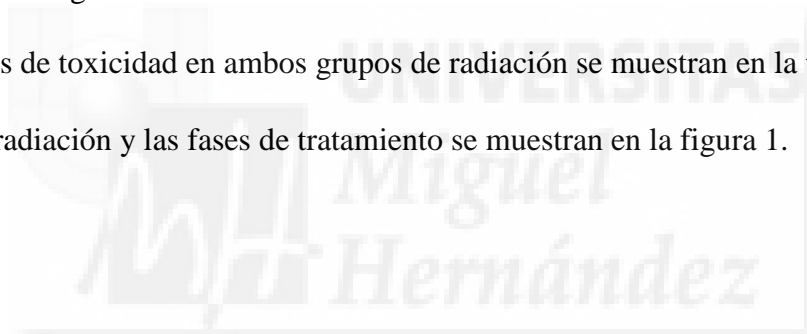 s de toxicidad en ambos grupos de radiación se muestran en la
UNIVERSITAS
radiación y las fases de tratamiento se muestran en la figura 1.
Miguel
Hernández